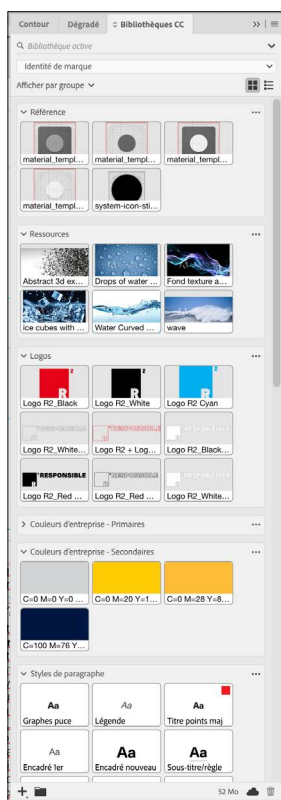 Contour Dégradé Bibliothèques CC
Bibliothèque active
Identité de marque
Afficher par groupe
Référence
material_templ... material_templ... material_templ...
material_templ... system-icon-sti...
Ressources
Abstract 3d ex... Drops of water ... Fond texture a...
ice cubes with ... Water Curved ... wave
Logos
R 2 R 2 R 2
Logo R2_Black Logo R2_White Logo R2 Cyan
Logo R2_White... Logo R2 + Log... Logo R2_Black...
R 2RESPONSIBLE
Logo R2_Red ... Logo R2_Red ... Logo R2_White...
Couleurs d'entreprise - Primaires
Couleurs d'entreprise - Secondaires
C=0 M=0 Y=0 ... C=0 M=20 Y=1... C=0 M=28 Y=8...
C=100 M=76 Y...
Styles de paragraphe
Aa Aa Aa
Graphes puce Légende Titre points maj
Aa Aa Aa
Encadré 1er Encadré nouveau Sous-titre/règle
52 Mo